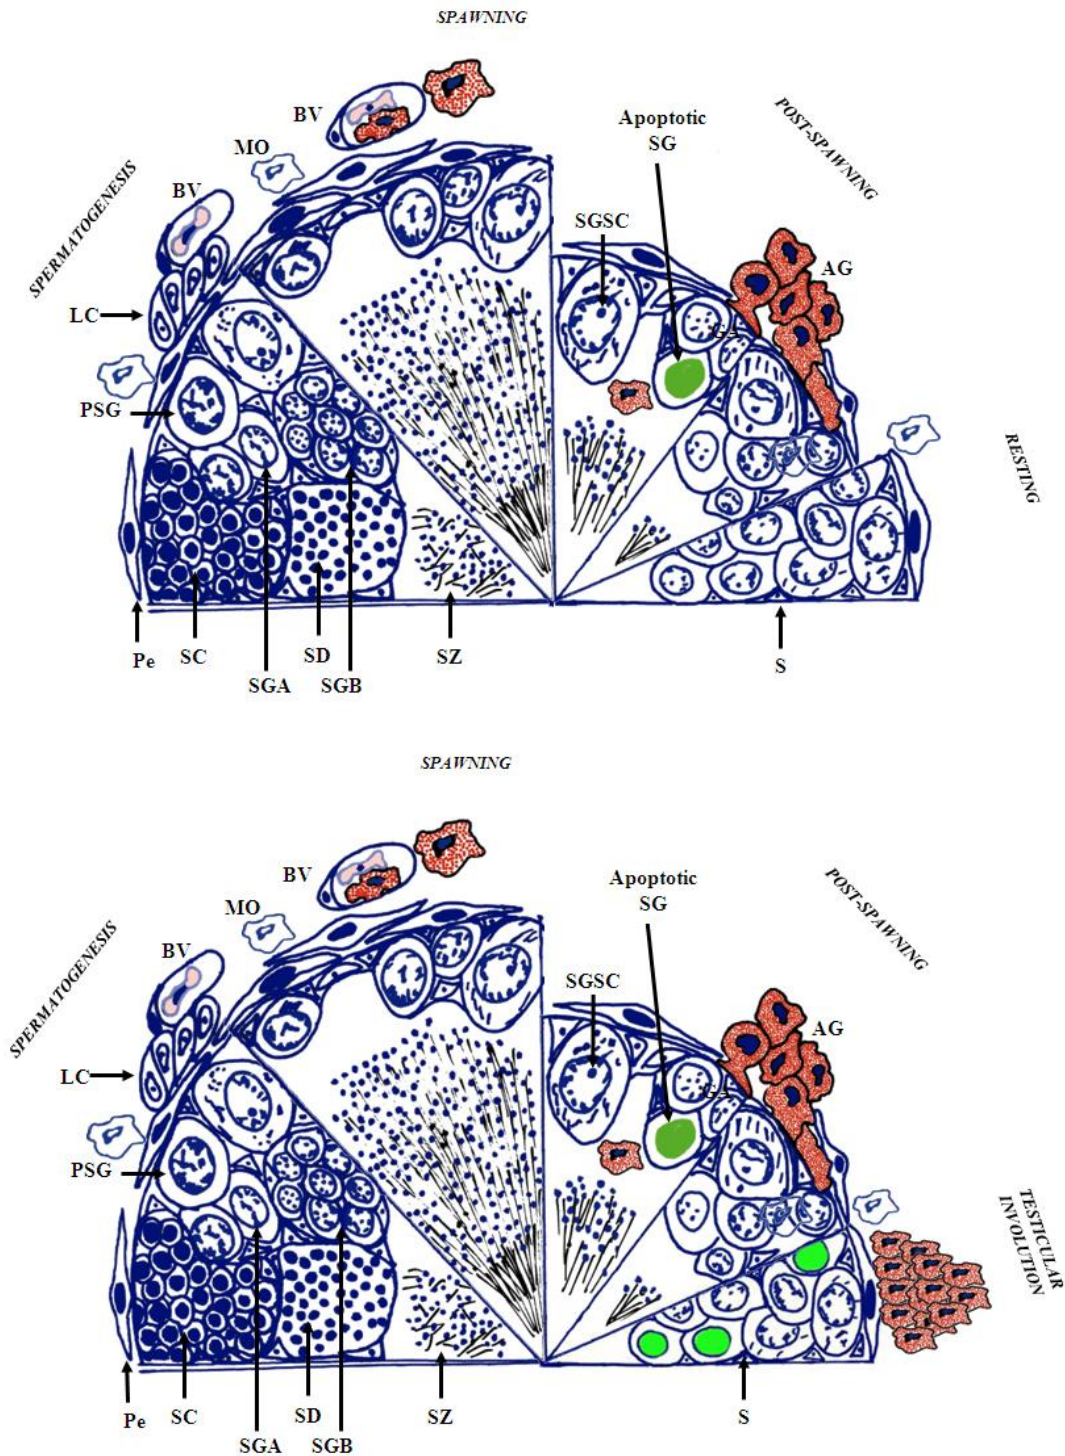 SPAWNING
BV
Apoptotic
SG
POST-SPAWNING
MO
SPERMATOGENESIS
BV
SGSC
AG
LC
GA
PSG
RESTING
Pe
SC
SD
SZ
S
SGA
SGB
SPAWNING
BV
Apoptotic
SG
POST-SPAWNING
MO
SPERMATOGENESIS
BV
SGSC
AG
LC
GA
PSG
TESTICULAR
INVOLUTION
Pe
SC
SD
SZ
S
SGA
SGB